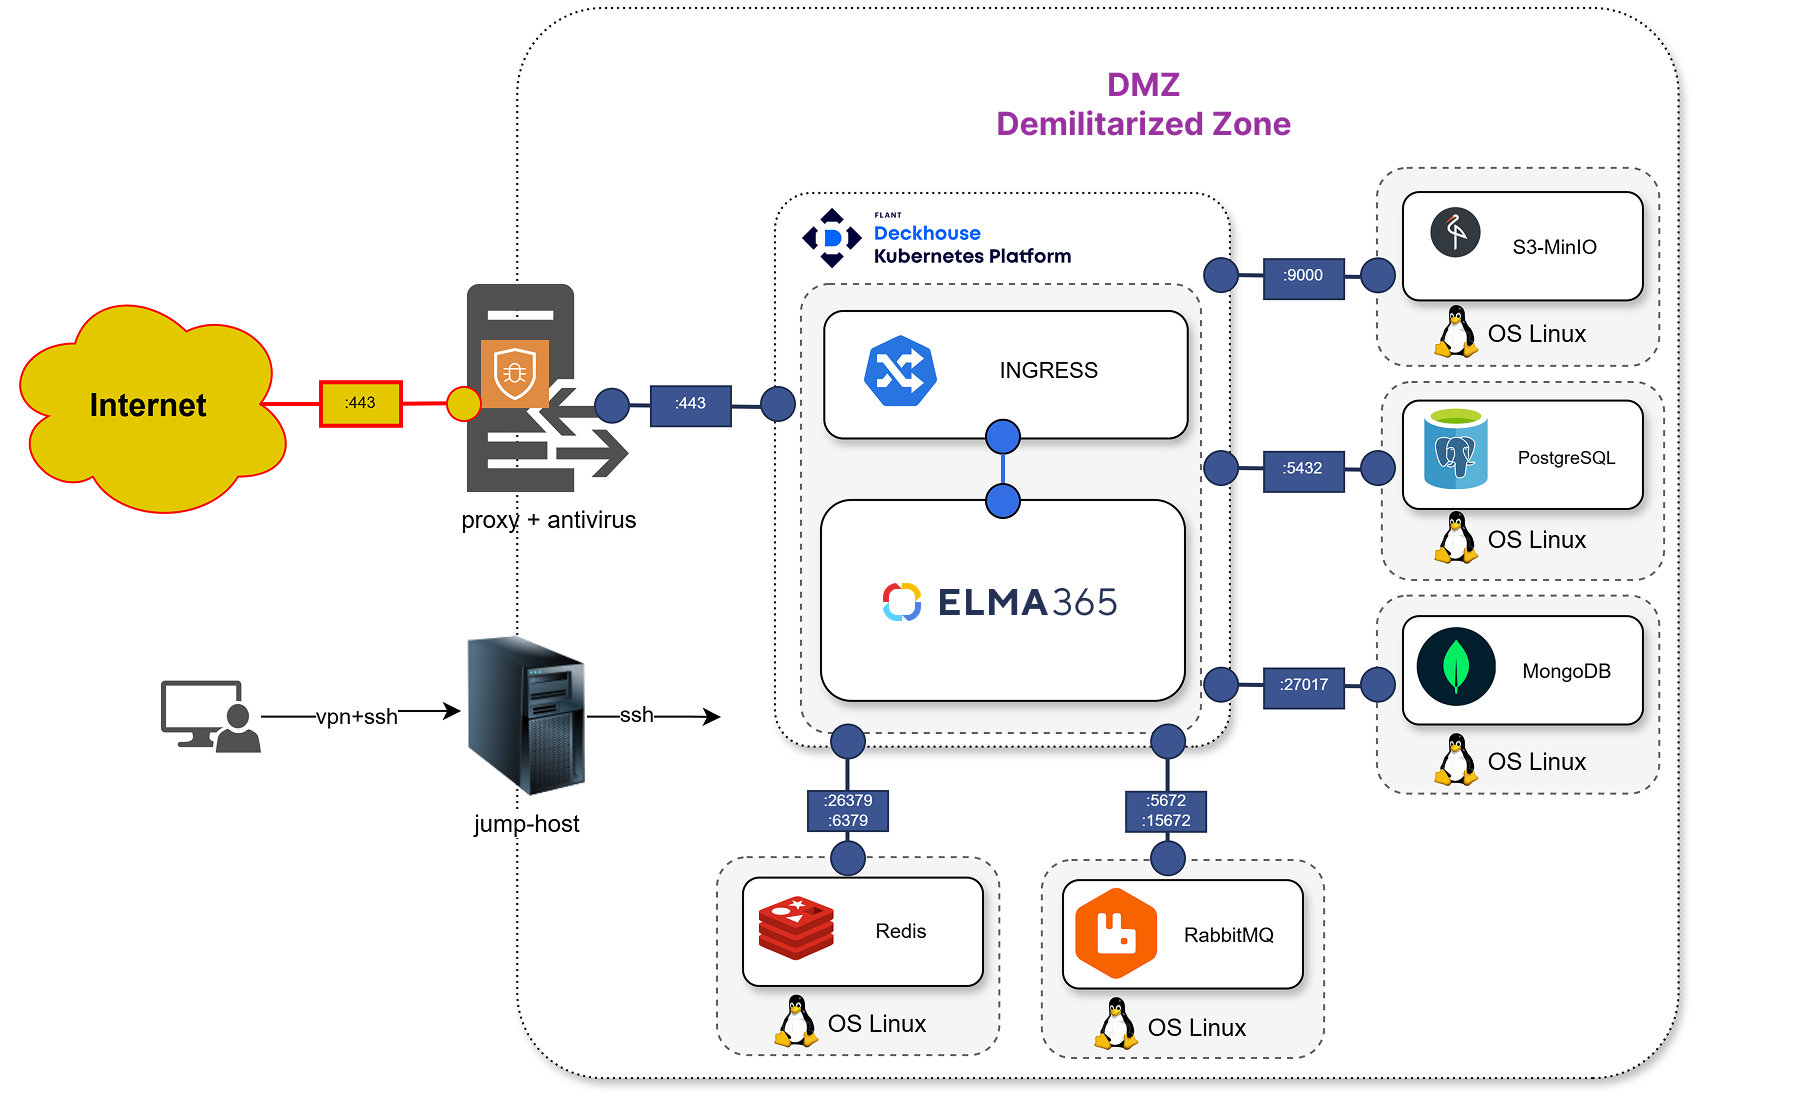 DMZ
Demilitarized Zone
FLANT
Deckhouse
Kubernetes Platform
INGRESS
ELMA365
Internet
:443
:443
proxy + antivirus
vpn+ssh
ssh
jump-host
:9000
S3-MinIO
OS Linux
:5432
PostgreSQL
OS Linux
:27017
MongoDB
OS Linux
:26379
:6379
Redis
OS Linux
:5672
:15672
RabbitMQ
OS Linux